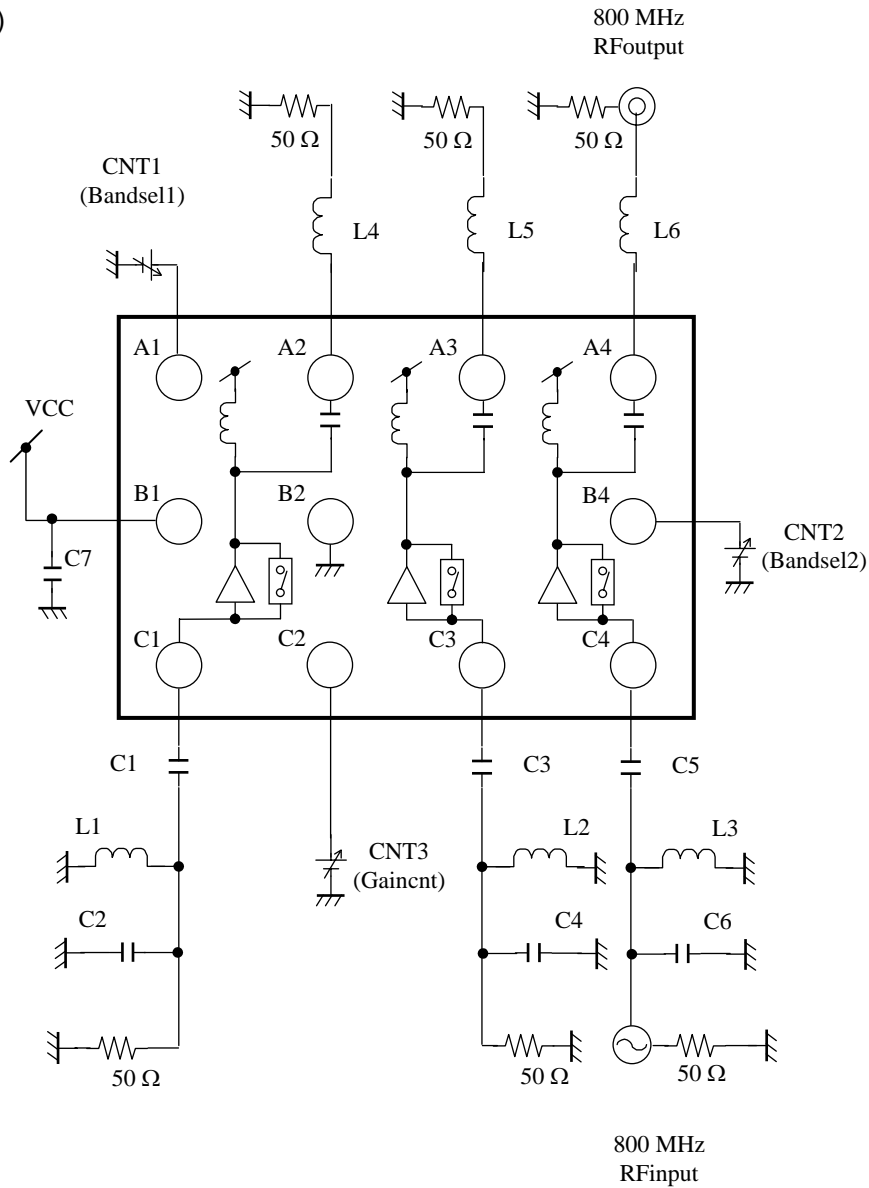 )
800 MHz
RFoutput
50 Ω
50 Ω
50 Ω
CNT1
(Bandsel1)
L4
L5
L6
A1
A2
A3
A4
VCC
B1
B2
B4
CNT2
(Bandsel2)
C7
C1
C2
C3
C4
C1
C3
C5
L1
L2
L3
CNT3
(Gaincnt)
C2
C4
C6
50 Ω
50 Ω
50 Ω
800 MHz
RFinput